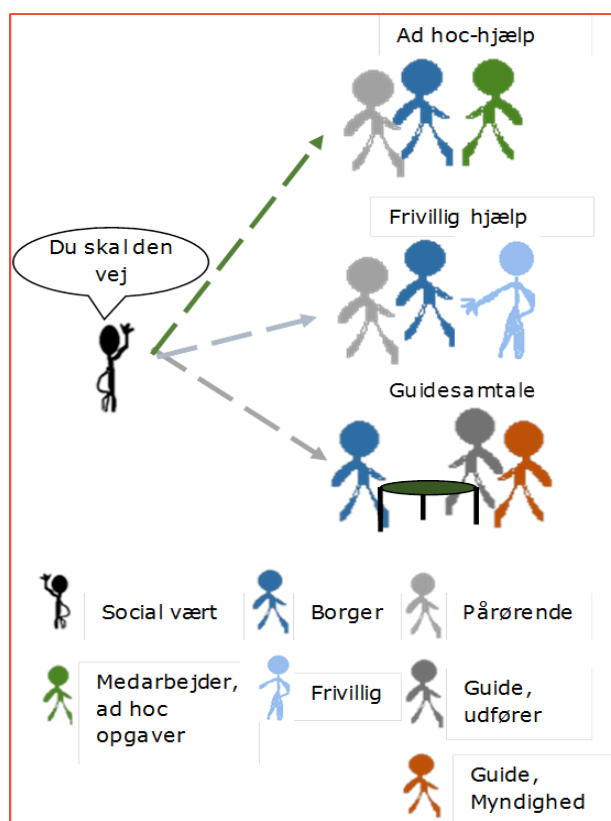 Ad hoc-hjælp
Du skal den
vej
Frivillig hjælp
Guidesamtale
Social vært
Borger
Pårørende
Medarbejder,
ad hoc
opgaver
Frivillig
Guide,
udfører
Guide,
Myndighed